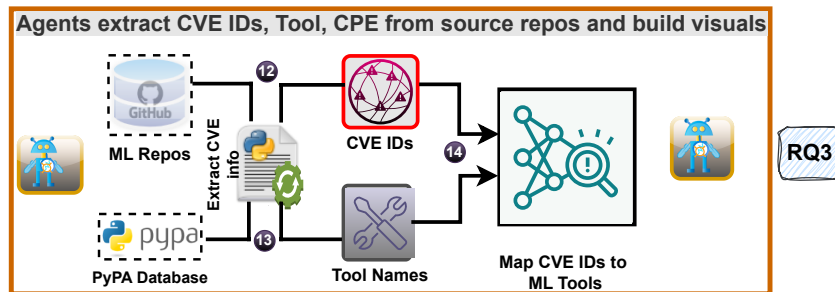 Agents extract CVE IDs, Tool, CPE from source repos and build visuals
12
GitHub
ML Repos
Extract CVE
info
CVE IDs
14
RQ3
pypa
13
PyPA Database
Tool Names
Map CVE IDs to
ML Tools